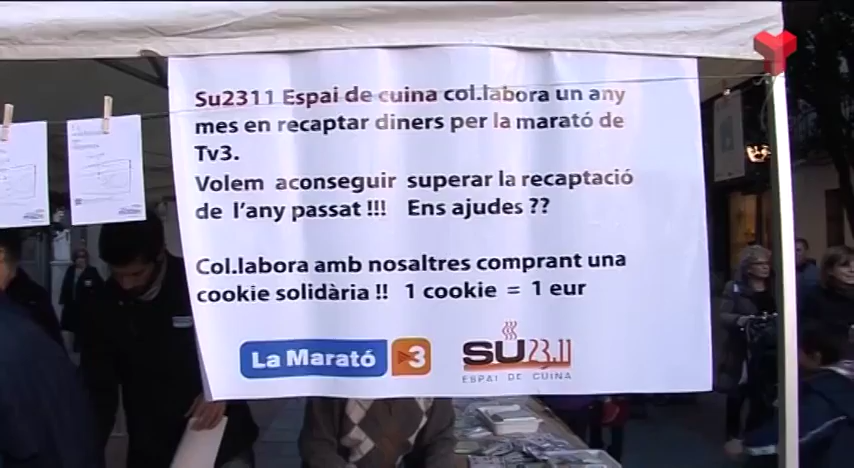 Su2311 Espai de cuina col.labora un any
mes en recaptar diners per la marató de
Tv3.
Volem aconseguir superar la recaptació
de l'any passat !!! Ens ajudes ??
Col.labora amb nosaltres comprant una
cookie solidària !! 1 cookie = 1 eur
La Marató 3
SU23.11
ESPAI DE CUINA